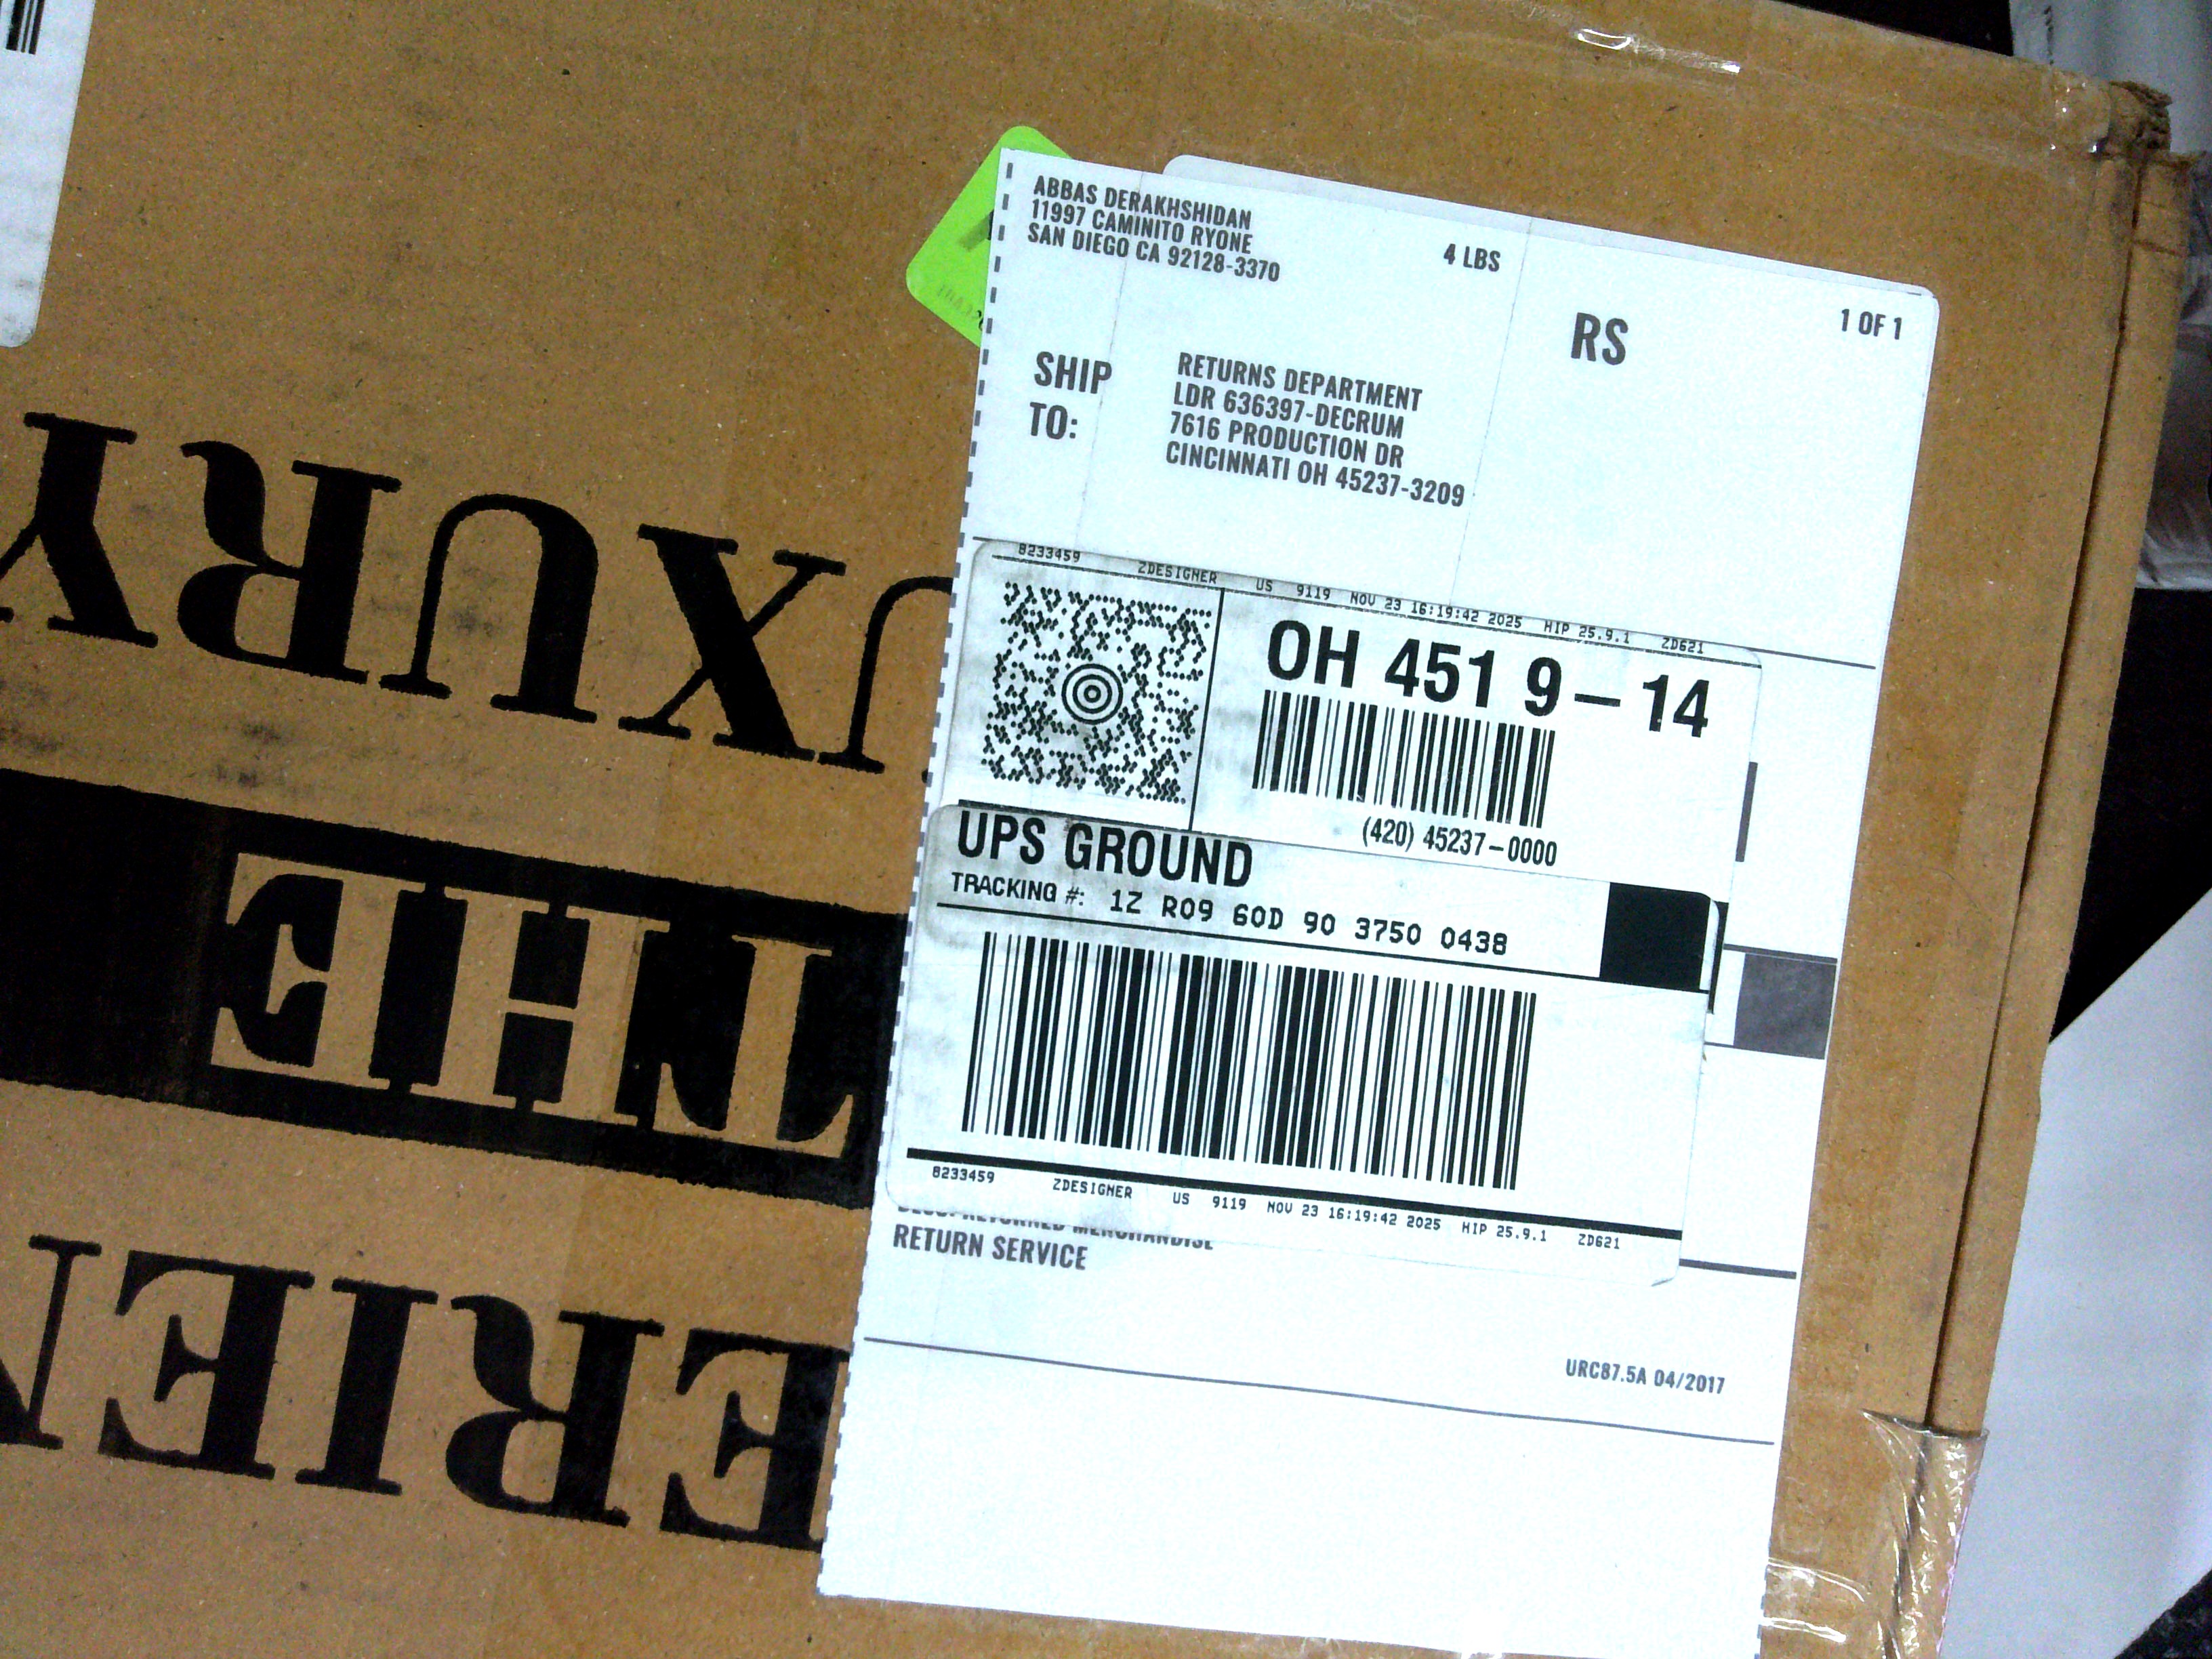 ABBAS DERAKHSHIDAN
11997 CAMINITO RYONE
SAN DIEGO CA 92128-3370
4 LBS
1 OF 1
RS
SHIP
TO:
RETURNS DEPARTMENT
LDR 636397-DECRUM
7616 PRODUCTION DR
CINCINNATI OH 45237-3209
8233459 ZDESIGNER US 9119 NOV 23 16:19:42 2025 HIP 25.9.1 ZD621
OH 451 9-14
(420) 45237-0000
UPS GROUND
TRACKING #: 1Z R09 60D 90 3750 0438
8233459 ZDESIGNER US 9119 NOV 23 16:19:42 2025 HIP 25.9.1 ZD621
RETURNED MERCHANDISE
RETURN SERVICE
URC87.5A 04/2017
ERIEN
THE
UXURY